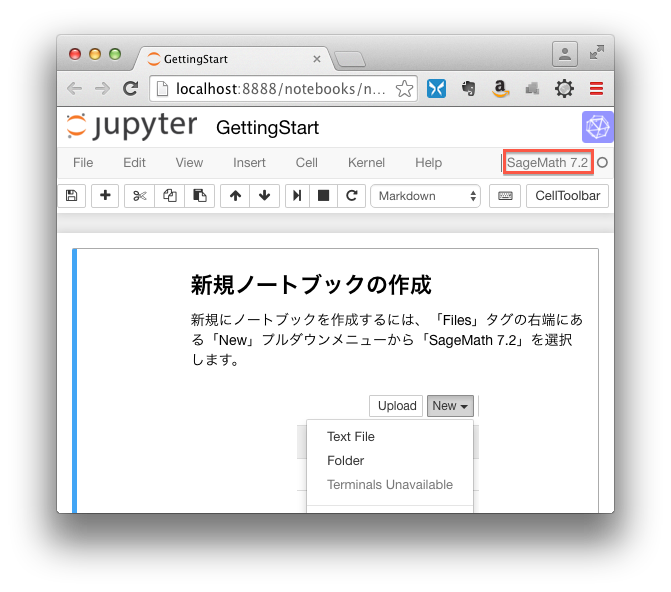 GettingStart
localhost:8888/notebooks/n...
jupyter GettingStart
File Edit View Insert Cell Kernel Help SageMath 7.2
Markdown CellToolbar
新規ノートブックの作成
新規にノートブックを作成するには、「Files」タグの右端にあ
る「New」プルダウンメニューから「SageMath 7.2」を選択
します。
Upload New
Text File
Folder
Terminals Unavailable